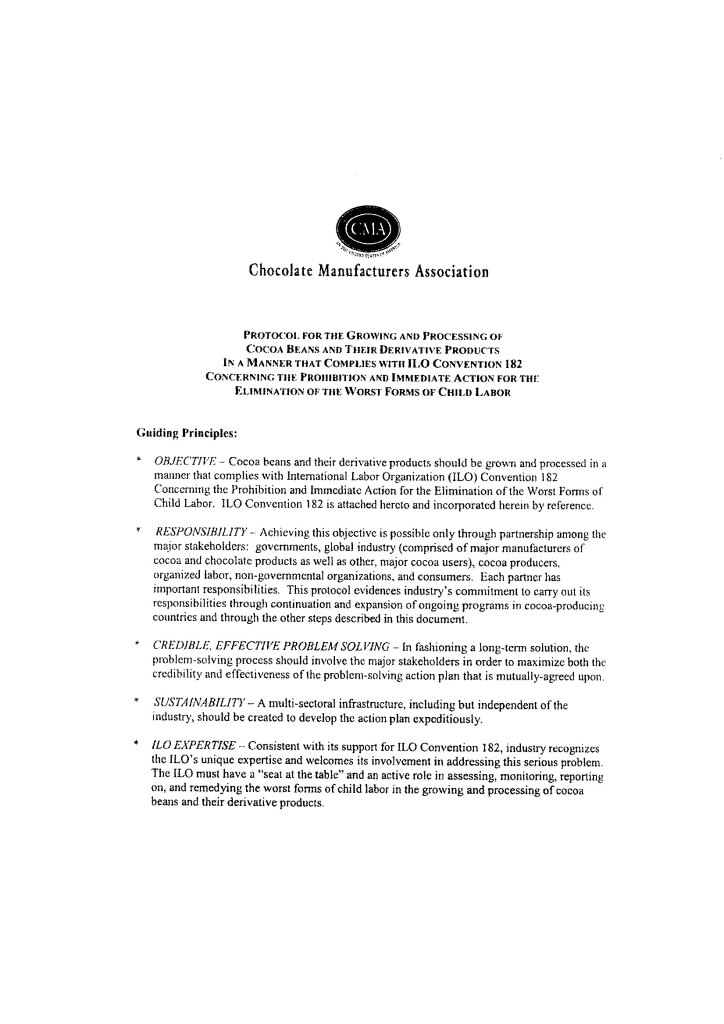 CMA
OF THE UNITED STATES OF AMERICA
Chocolate Manufacturers Association
PROTOCOL FOR THE GROWING AND PROCESSING OF
COCOA BEANS AND THEIR DERIVATIVE PRODUCTS
IN A MANNER THAT COMPLIES WITH ILO CONVENTION 182
CONCERNING THE PROHIBITION AND IMMEDIATE ACTION FOR THE
ELIMINATION OF THE WORST FORMS OF CHILD LABOR
Guiding Principles:
* OBJECTIVE – Cocoa beans and their derivative products should be grown and processed in a
manner that complies with International Labor Organization (ILO) Convention 182
Concerning the Prohibition and Immediate Action for the Elimination of the Worst Forms of
Child Labor. ILO Convention 182 is attached hereto and incorporated herein by reference.
* RESPONSIBILITY – Achieving this objective is possible only through partnership among the
major stakeholders: governments, global industry (comprised of major manufacturers of
cocoa and chocolate products as well as other, major cocoa users), cocoa producers,
organized labor, non-governmental organizations, and consumers. Each partner has
important responsibilities. This protocol evidences industry's commitment to carry out its
responsibilities through continuation and expansion of ongoing programs in cocoa-producing
countries and through the other steps described in this document.
* CREDIBLE, EFFECTIVE PROBLEM SOLVING – In fashioning a long-term solution, the
problem-solving process should involve the major stakeholders in order to maximize both the
credibility and effectiveness of the problem-solving action plan that is mutually-agreed upon.
* SUSTAINABILITY – A multi-sectoral infrastructure, including but independent of the
industry, should be created to develop the action plan expeditiously.
* ILO EXPERTISE – Consistent with its support for ILO Convention 182, industry recognizes
the ILO's unique expertise and welcomes its involvement in addressing this serious problem.
The ILO must have a "seat at the table" and an active role in assessing, monitoring, reporting
on, and remedying the worst forms of child labor in the growing and processing of cocoa
beans and their derivative products.